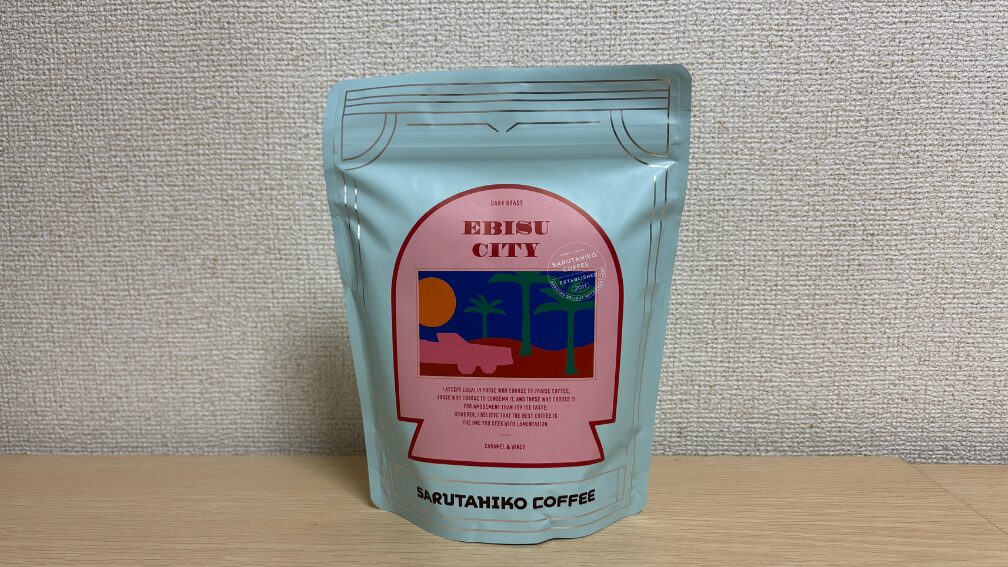 DARK ROAST
EBISU
CITY
SARUTAHIKO
COFFEE
ESTABLISHED
2011
I ACCEPT EQUALLY THOSE WHO CHOOSE TO PRAISE COFFEE,
THOSE WHO CHOOSE TO CONDEMN IT, AND THOSE WHO CHOOSE IT
FOR AMUSEMENT THAN FOR ITS TASTE;
HOWEVER, I BELIEVE THAT THE BEST COFFEE IS
THE ONE YOU SEEK WITH LAMENTATION.
CARAMEL & WINEY
SARUTAHIKO COFFEE